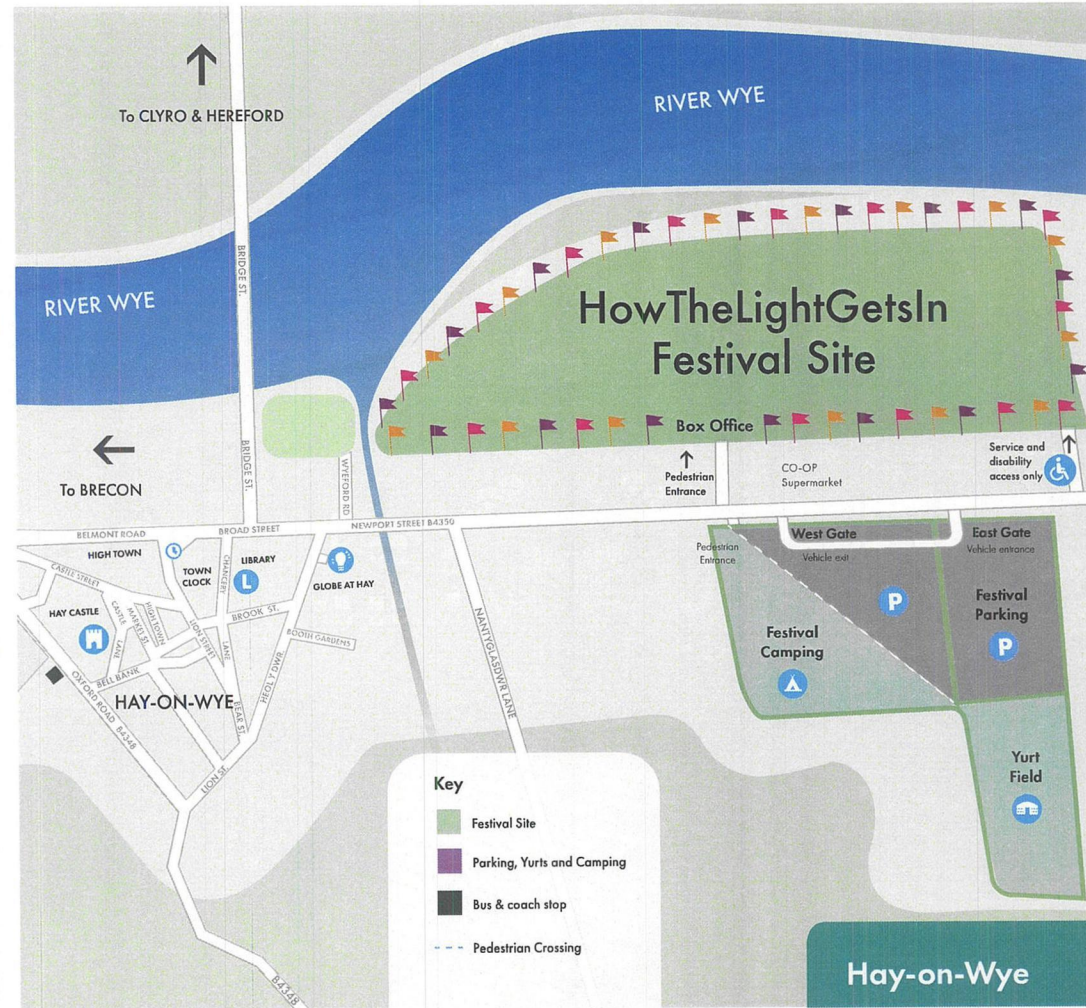 To CLYRO & HEREFORD
RIVER WYE
RIVER WYE
BRIDGE ST.
HowTheLightGetsIn
Festival Site
Box Office
Pedestrian
Entrance
CO-OP
Supermarket
Service and
disability
access only
To BRECON
BRIDGE ST.
WYEFORD RD
BELMONT ROAD
BROAD STREET
NEWPORT STREET B4350
HIGH TOWN
TOWN
CLOCK
CHANCERY
LANE
LIBRARY
L
GLOBE AT HAY
CASTLE STREET
HAY CASTLE
CASTLE
LANE
MARKET ST.
HIGH TOWN
LION STREET
BROOK ST.
BOOTH GARDENS
BELL BANK
HEOL Y DWR
BEAR ST.
HAY-ON-WYE
OXFORD ROAD B4348
LION ST.
B4348
NANTYGLASDWR LANE
Pedestrian
Entrance
West Gate
Vehicle exit
East Gate
Vehicle entrance
P
Festival
Parking
P
Festival
Camping
Yurt
Field
Key
Festival Site
Parking, Yurts and Camping
Bus & coach stop
Pedestrian Crossing
Hay-on-Wye